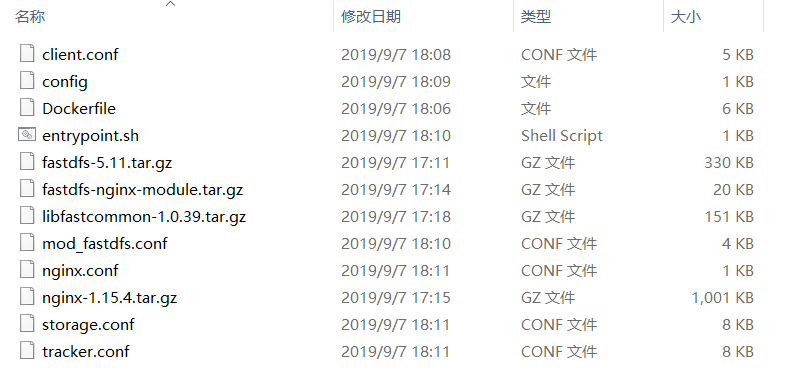 名称 修改日期 类型 大小
client.conf 2019/9/7 18:08 CONF 文件 5 KB
config 2019/9/7 18:09 文件 1 KB
Dockerfile 2019/9/7 18:06 文件 6 KB
entrypoint.sh 2019/9/7 18:10 Shell Script 1 KB
fastdfs-5.11.tar.gz 2019/9/7 17:11 GZ 文件 330 KB
fastdfs-nginx-module.tar.gz 2019/9/7 17:14 GZ 文件 20 KB
libfastcommon-1.0.39.tar.gz 2019/9/7 17:18 GZ 文件 151 KB
mod_fastdfs.conf 2019/9/7 18:10 CONF 文件 4 KB
nginx.conf 2019/9/7 18:11 CONF 文件 1 KB
nginx-1.15.4.tar.gz 2019/9/7 17:15 GZ 文件 1,001 KB
storage.conf 2019/9/7 18:11 CONF 文件 8 KB
tracker.conf 2019/9/7 18:11 CONF 文件 8 KB